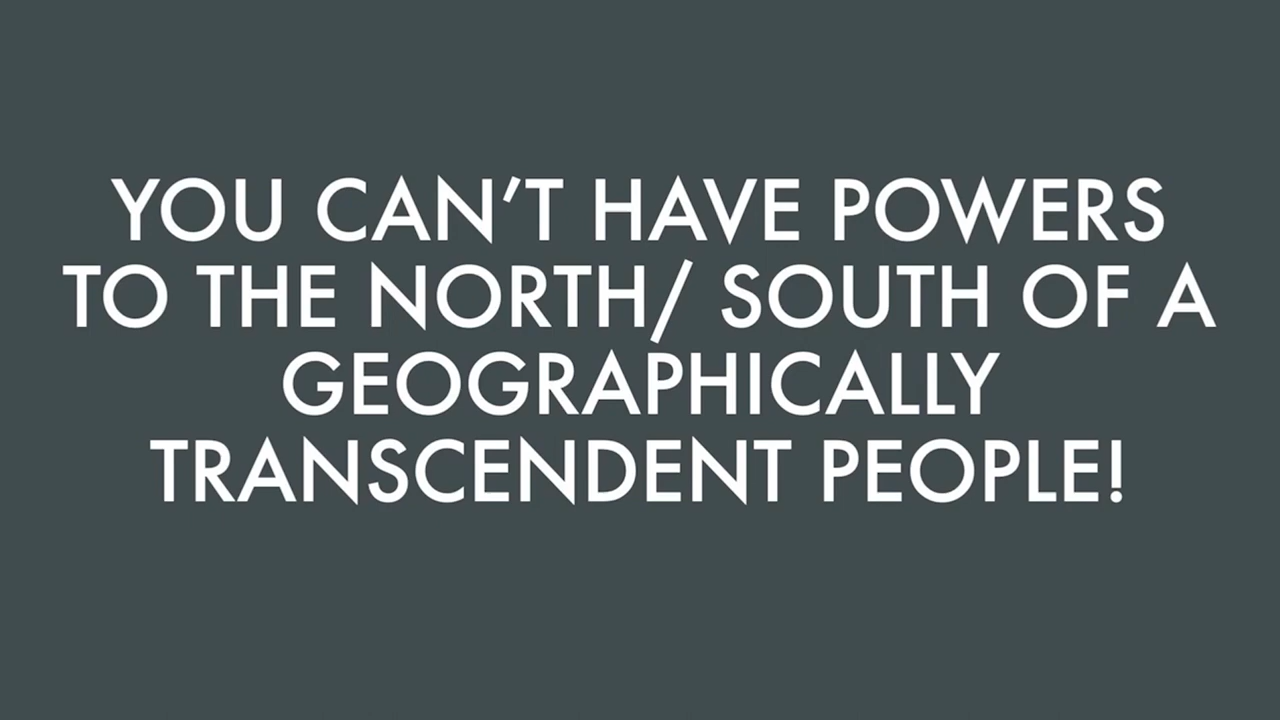 YOU CAN’T HAVE POWERS
TO THE NORTH/ SOUTH OF A
GEOGRAPHICALLY
TRANSCENDENT PEOPLE!